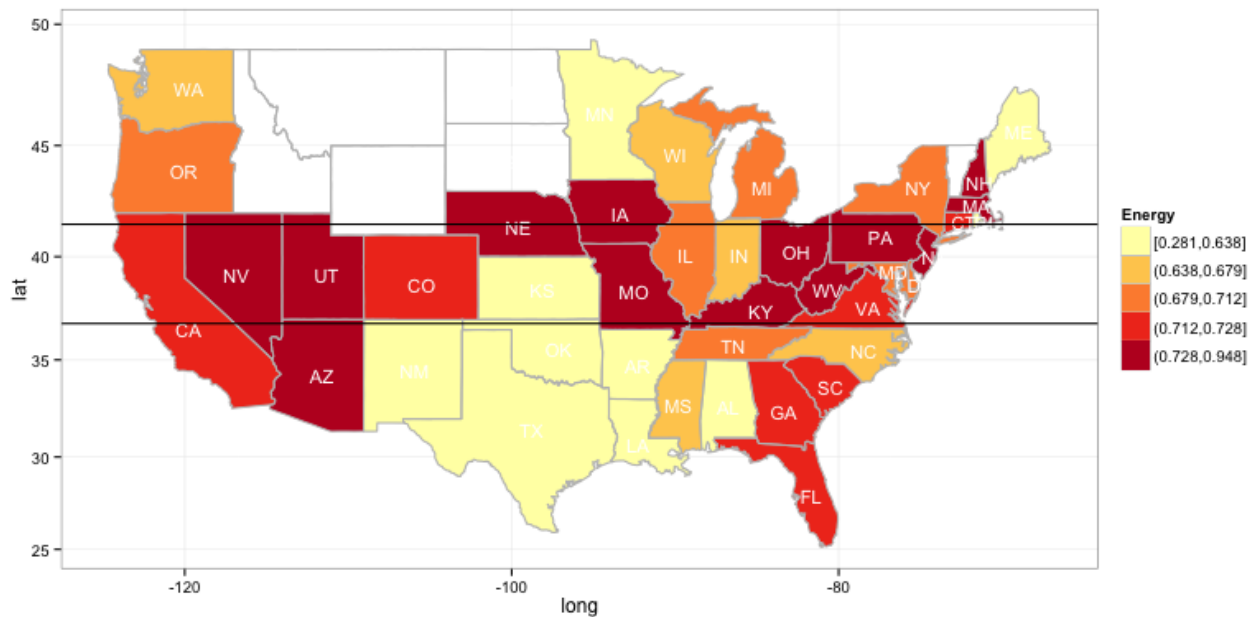 50
45
40
35
30
25
lat
-120
-100
-80
long
WA
MN
ME
WI
OR
MI
NY
NH
MA
CT
IA
NE
PA
OH
IL
IN
NV
UT
MD
CO
KS
MO
WV
KY
VA
CA
TN
NC
AZ
NM
OK
AR
SC
MS
AL
GA
TX
LA
FL
Energy
[0.281,0.638]
(0.638,0.679]
(0.679,0.712]
(0.712,0.728]
(0.728,0.948]